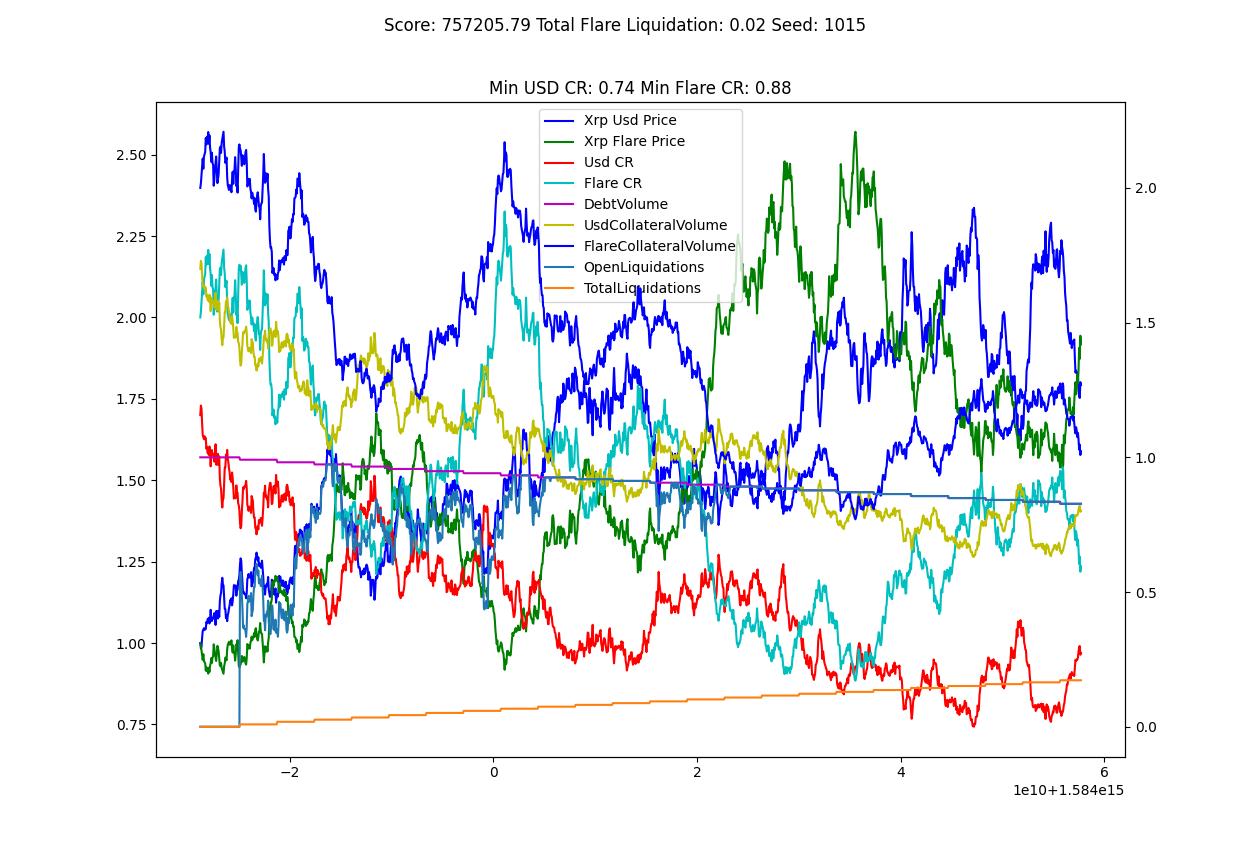 Score: 757205.79 Total Flare Liquidation: 0.02 Seed: 1015
Min USD CR: 0.74 Min Flare CR: 0.88
Xrp Usd Price
Xrp Flare Price
Usd CR
Flare CR
DebtVolume
UsdCollateralVolume
FlareCollateralVolume
OpenLiquidations
TotalLiquidations
2.50
2.25
2.00
1.75
1.50
1.25
1.00
0.75
2.0
1.5
1.0
0.5
0.0
−2 0 2 4 6
1e10+1.584e15